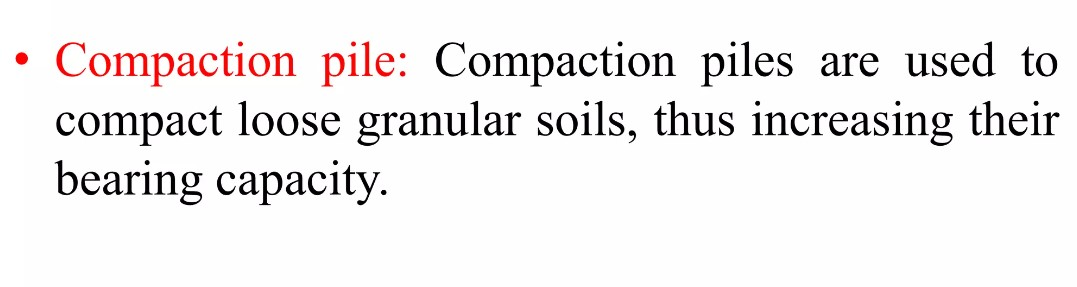 • Compaction pile: Compaction piles are used to
compact loose granular soils, thus increasing their
bearing capacity.